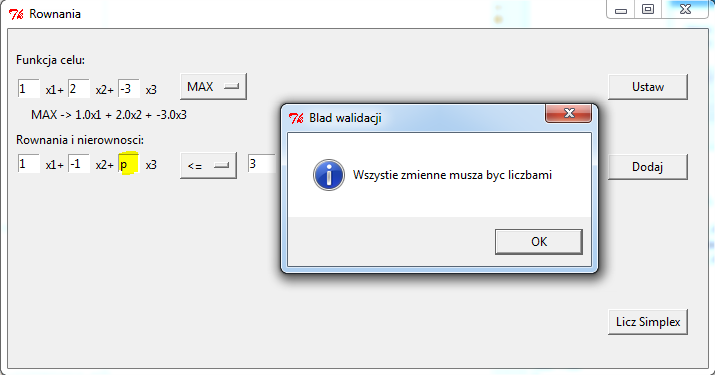 Rownania
Funkcja celu:
1 x1+ 2 x2+ -3 x3 MAX Ustaw
MAX -> 1.0x1 + 2.0x2 + -3.0x3
Rownania i nierownosci:
1 x1+ -1 x2+ p x3 <= 3 Dodaj
Blad walidacji
Wszystie zmienne musza byc liczbami
OK
Licz Simplex